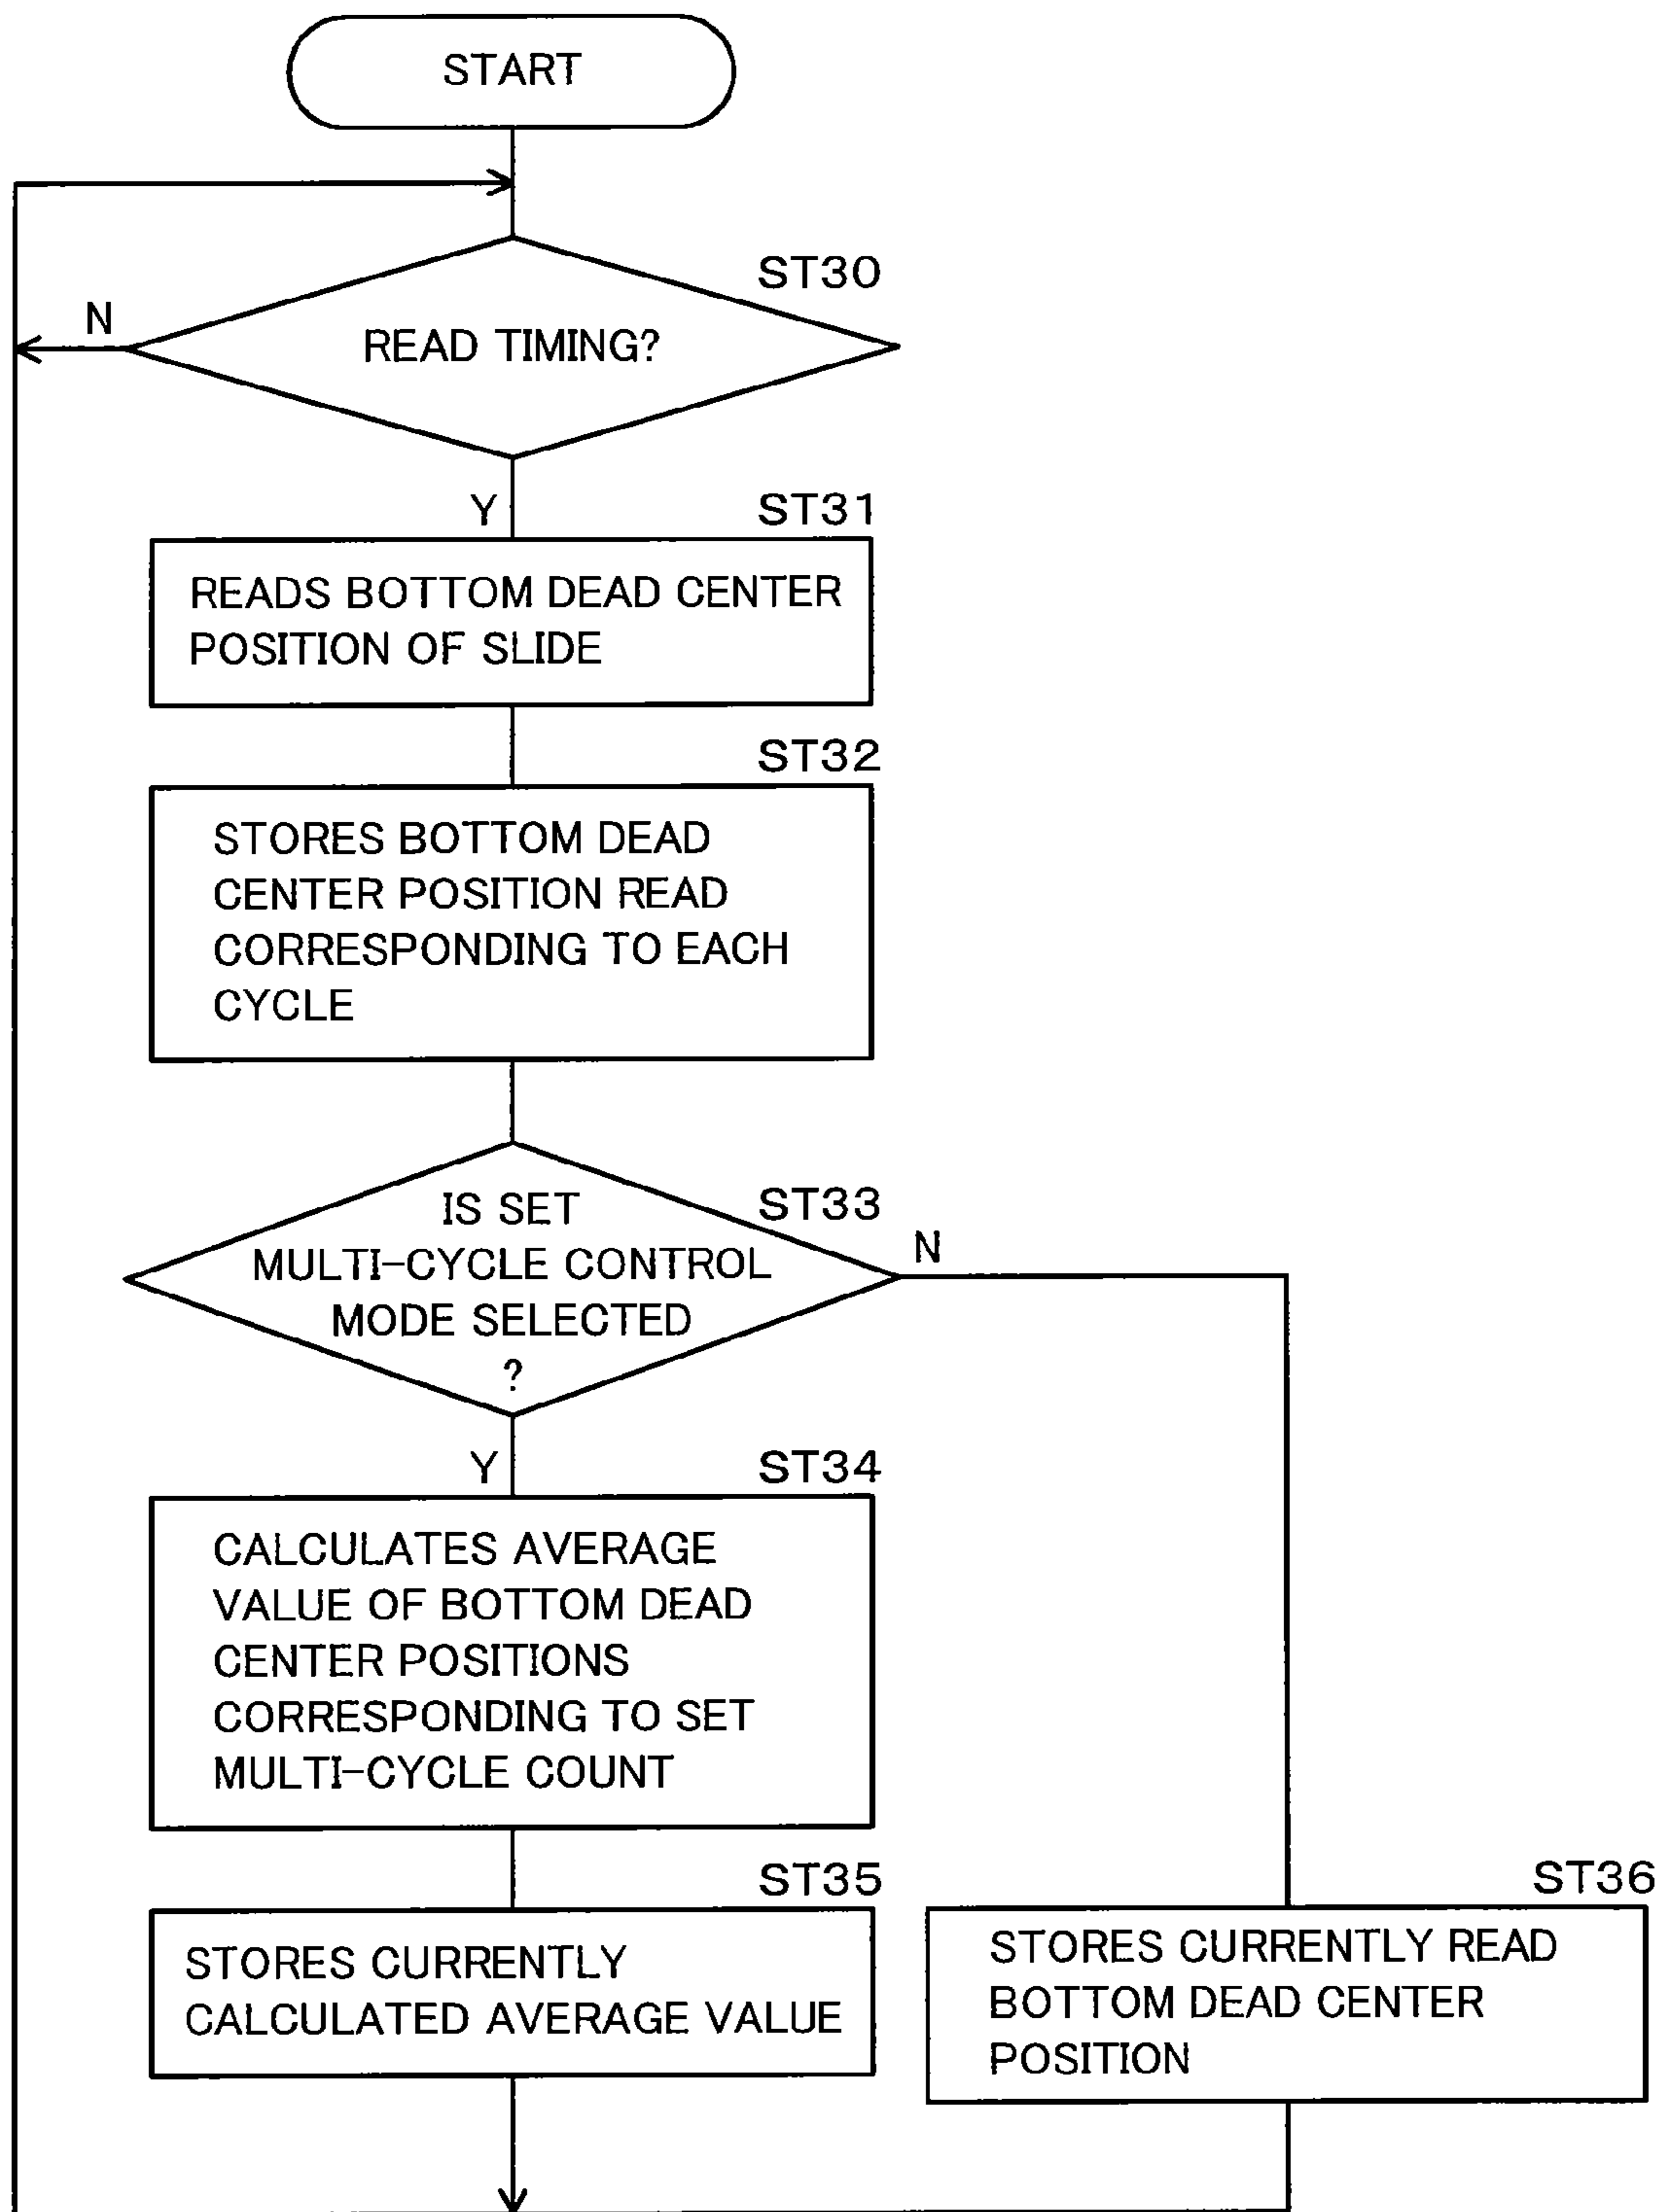 START
ST30
N
READ TIMING?
Y
ST31
READS BOTTOM DEAD CENTER
POSITION OF SLIDE
ST32
STORES BOTTOM DEAD
CENTER POSITION READ
CORRESPONDING TO EACH
CYCLE
ST33
IS SET
MULTI-CYCLE CONTROL
MODE SELECTED
?
N
Y
ST34
CALCULATES AVERAGE
VALUE OF BOTTOM DEAD
CENTER POSITIONS
CORRESPONDING TO SET
MULTI-CYCLE COUNT
ST35
STORES CURRENTLY
CALCULATED AVERAGE VALUE
ST36
STORES CURRENTLY READ
BOTTOM DEAD CENTER
POSITION